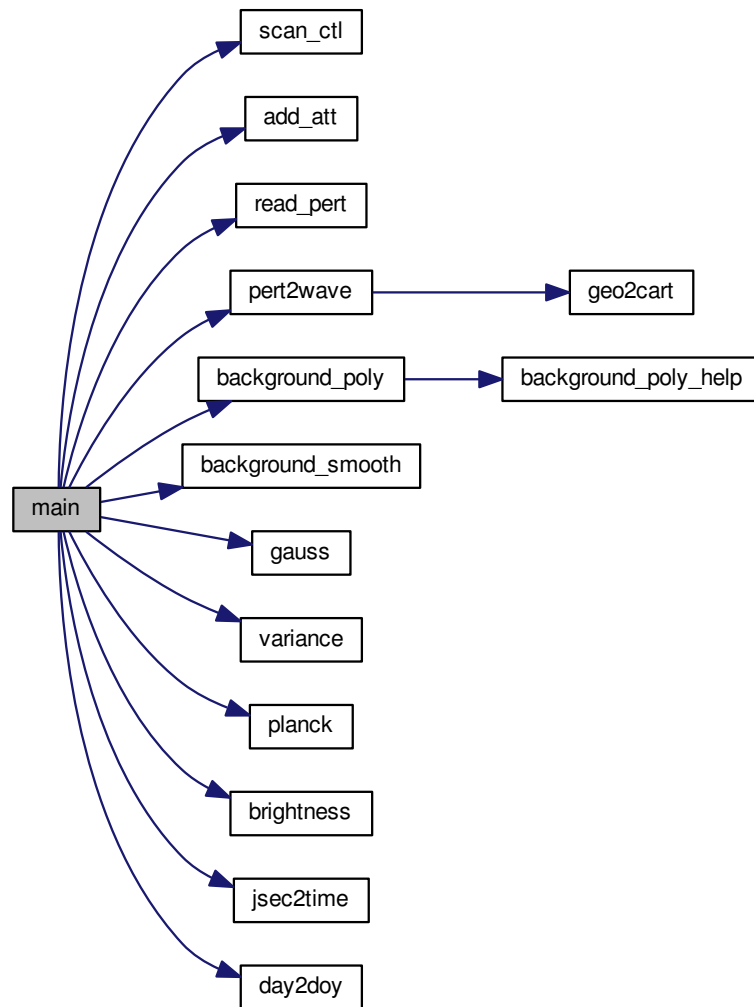 scan_ctl
add_att
read_pert
pert2wave
geo2cart
background_poly
background_poly_help
background_smooth
main
gauss
variance
planck
brightness
jsec2time
day2doy